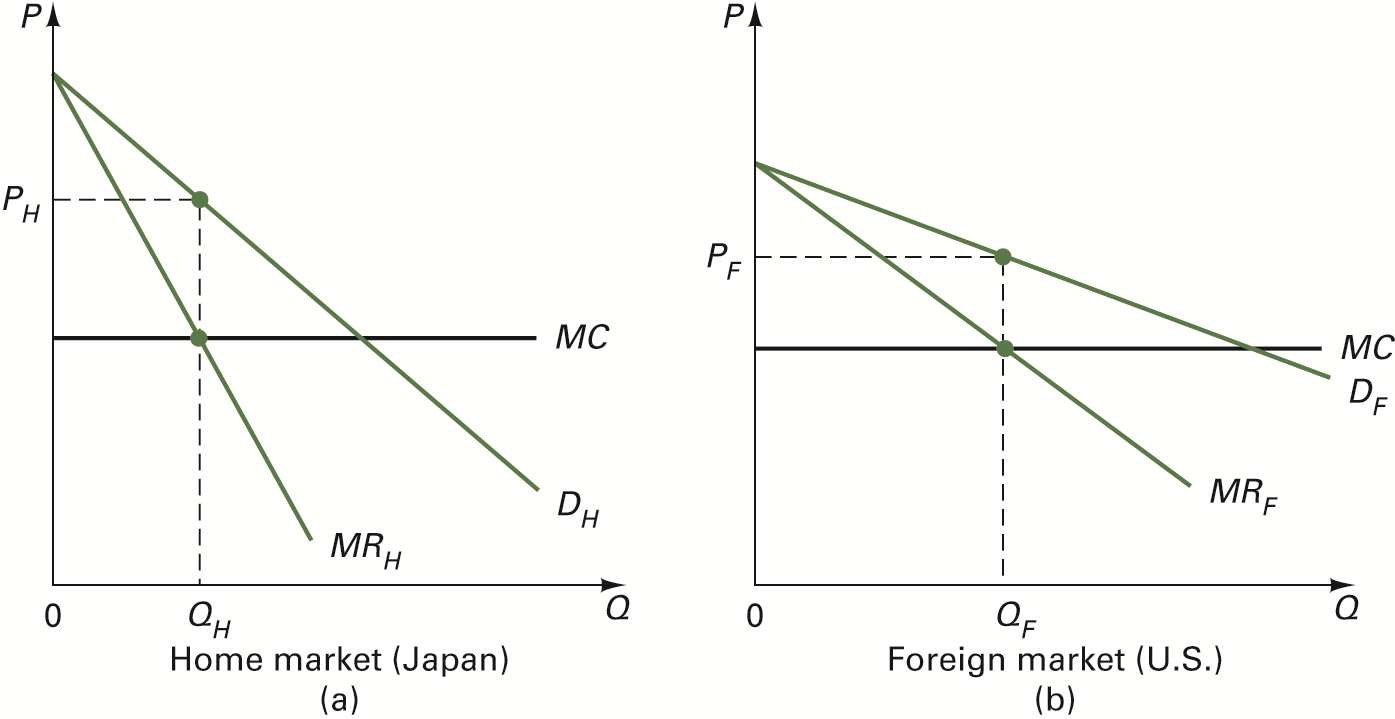 P
P_H
MC
D_H
MR_H
0
Q_H
Q
Home market (Japan)
(a)
P
P_F
MC
D_F
MR_F
0
Q_F
Q
Foreign market (U.S.)
(b)